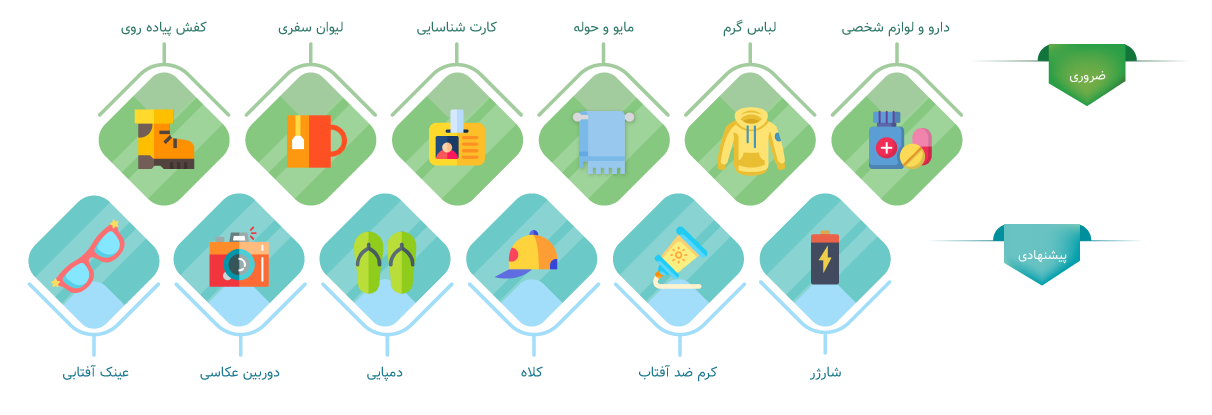 ضروری
دارو و لوازم شخصی
لباس گرم
مایو و حوله
کارت شناسایی
لیوان سفری
کفش پیاده روی
پیشنهادی
شارژر
کرم ضد آفتاب
کلاه
دمپایی
دوربین عکاسی
عینک آفتابی